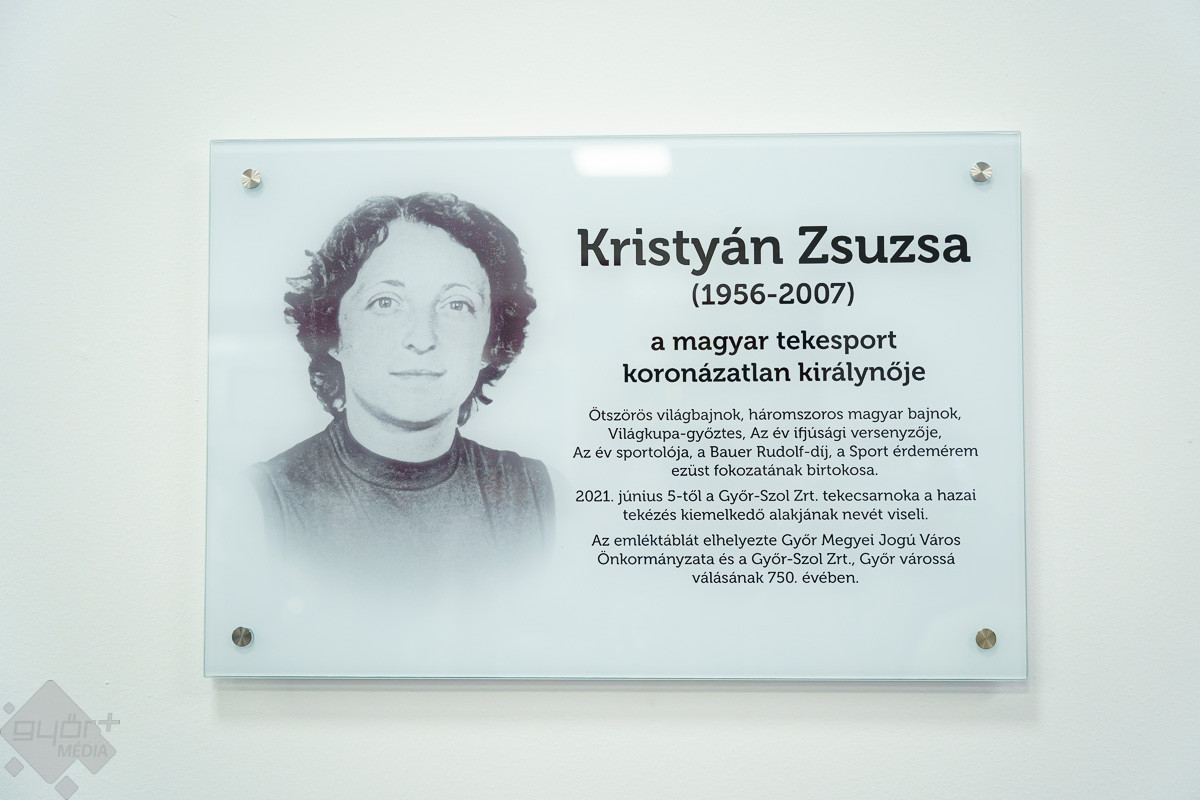 Kristyán Zsuzsa
(1956-2007)
a magyar tekesport
koronázatlan királynője
Ötszörös világbajnok, háromszoros magyar bajnok,
Világkupa-győztes, Az év ifjúsági versenyzője,
Az év sportolója, a Bauer Rudolf-díj, a Sport érdemérem
ezüst fokozatának birtokosa.
2021. június 5-től a Győr-Szol Zrt. tekecsarnoka a hazai
tekézés kiemelkedő alakjának nevét viseli.
Az emléktáblát elhelyezte Győr Megyei Jogú Város
Önkormányzata és a Győr-Szol Zrt., Győr várossá
válásának 750. évében.
győr+
MÉDIA